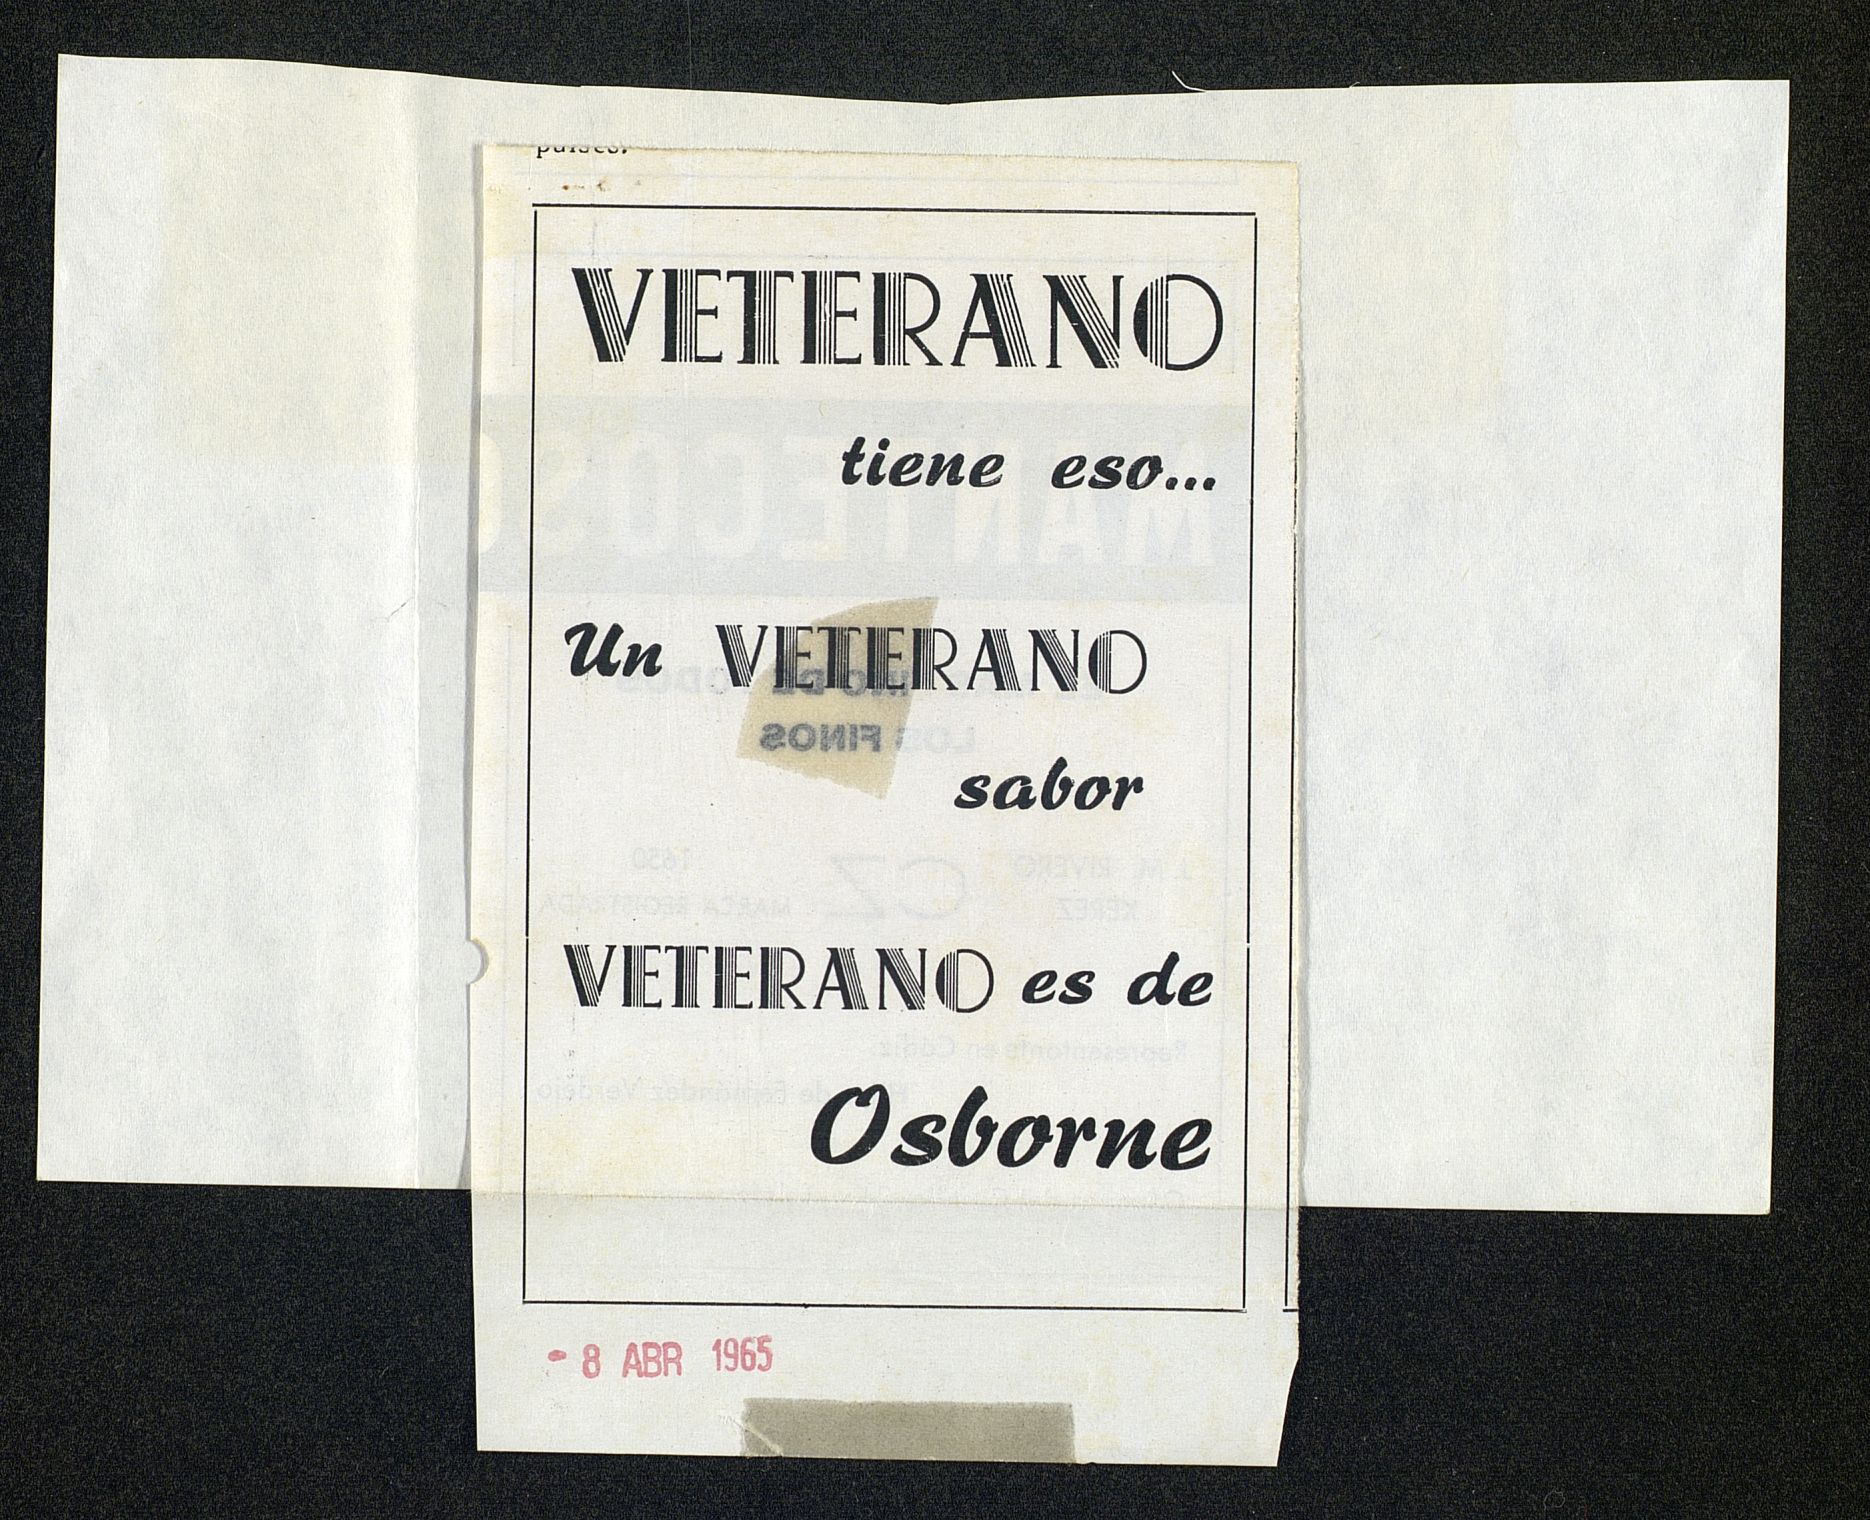 VETERANO
tiene eso...
Un VETERANO
sabor
VETERANO es de
Osborne
- 8 ABR 1965